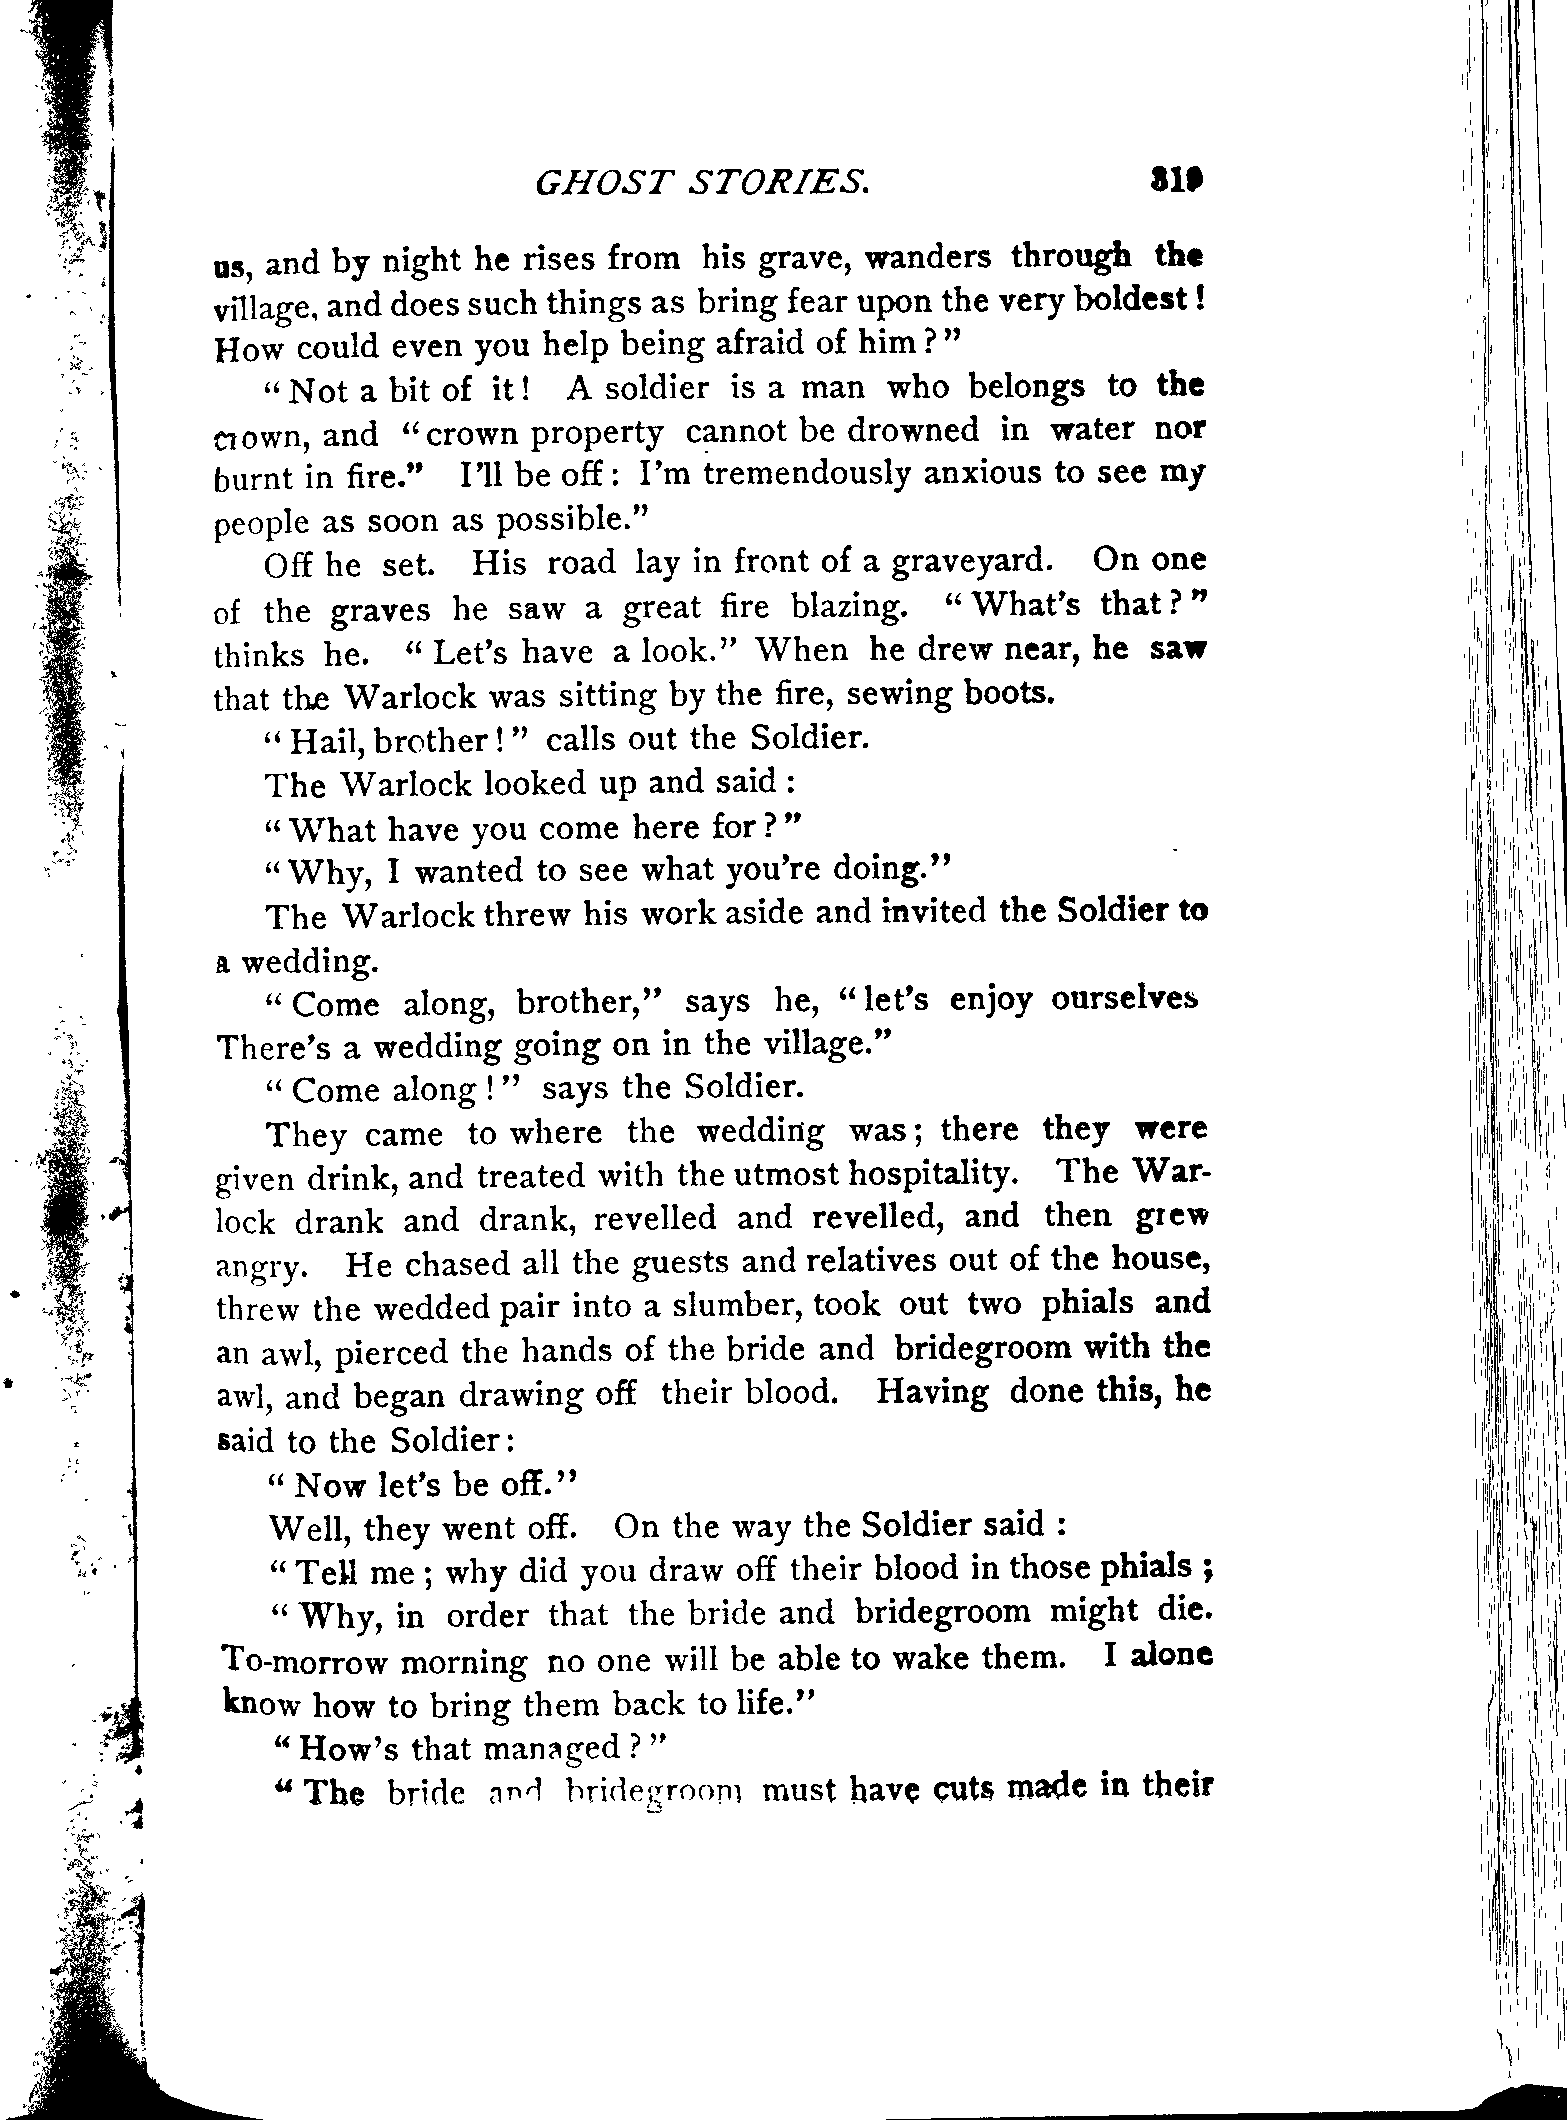 GHOST STORIES. 319
us, and by night he rises from his grave, wanders through the
village, and does such things as bring fear upon the very boldest!
How could even you help being afraid of him?"
"Not a bit of it! A soldier is a man who belongs to the
crown, and "crown property cannot be drowned in water nor
burnt in fire." I'll be off: I'm tremendously anxious to see my
people as soon as possible."
Off he set. His road lay in front of a graveyard. On one
of the graves he saw a great fire blazing. "What's that?"
thinks he. "Let's have a look." When he drew near, he saw
that the Warlock was sitting by the fire, sewing boots.
"Hail, brother!" calls out the Soldier.
The Warlock looked up and said:
"What have you come here for?"
"Why, I wanted to see what you're doing."
The Warlock threw his work aside and invited the Soldier to
a wedding.
"Come along, brother," says he, "let's enjoy ourselves
There's a wedding going on in the village."
"Come along!" says the Soldier.
They came to where the wedding was; there they were
given drink, and treated with the utmost hospitality. The War-
lock drank and drank, revelled and revelled, and then grew
angry. He chased all the guests and relatives out of the house,
threw the wedded pair into a slumber, took out two phials and
an awl, pierced the hands of the bride and bridegroom with the
awl, and began drawing off their blood. Having done this, he
said to the Soldier:
"Now let's be off."
Well, they went off. On the way the Soldier said:
"Tell me; why did you draw off their blood in those phials;
"Why, in order that the bride and bridegroom might die.
To-morrow morning no one will be able to wake them. I alone
know how to bring them back to life."
"How's that managed?"
"The bride and bridegroom must have cuts made in their